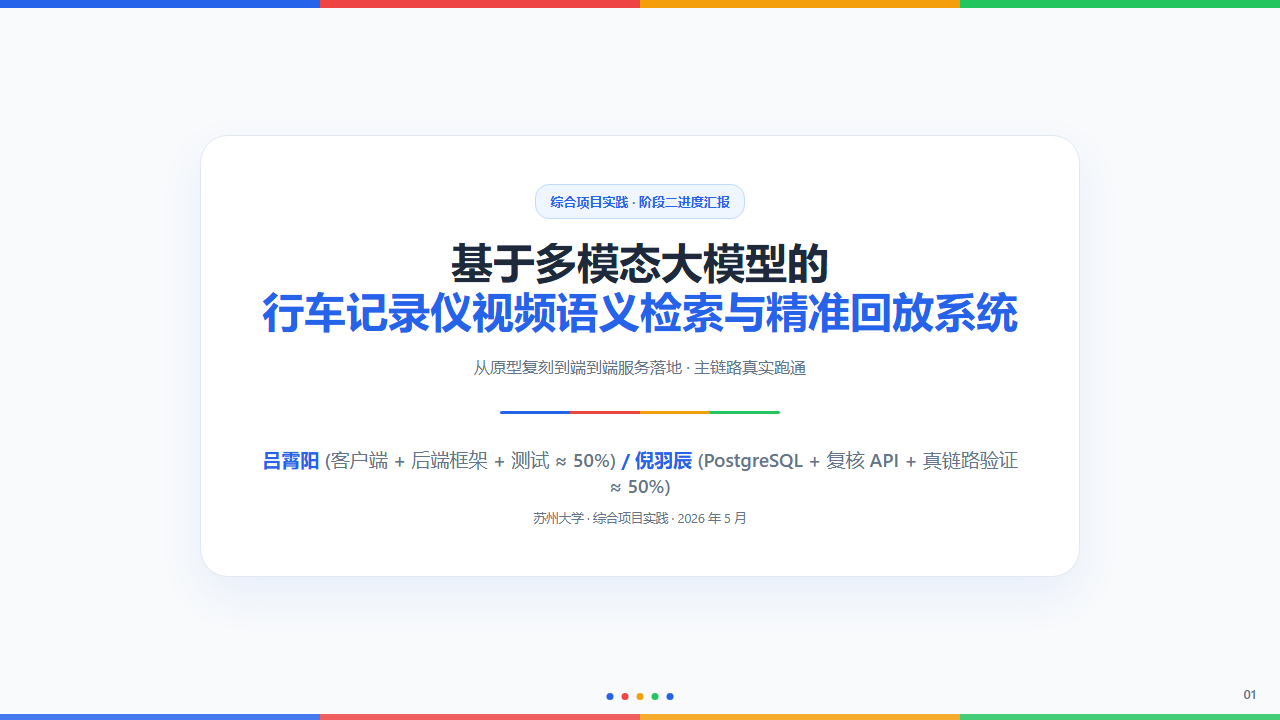 综合项目实践 · 阶段二进度汇报
基于多模态大模型的
行车记录仪视频语义检索与精准回放系统
从原型复刻到端到端服务落地 · 主链路真实跑通
吕霄阳 (客户端 + 后端框架 + 测试 ≈ 50%) / 倪羽辰 (PostgreSQL + 复核 API + 真链路验证
≈ 50%)
苏州大学 · 综合项目实践 · 2026 年 5 月
01